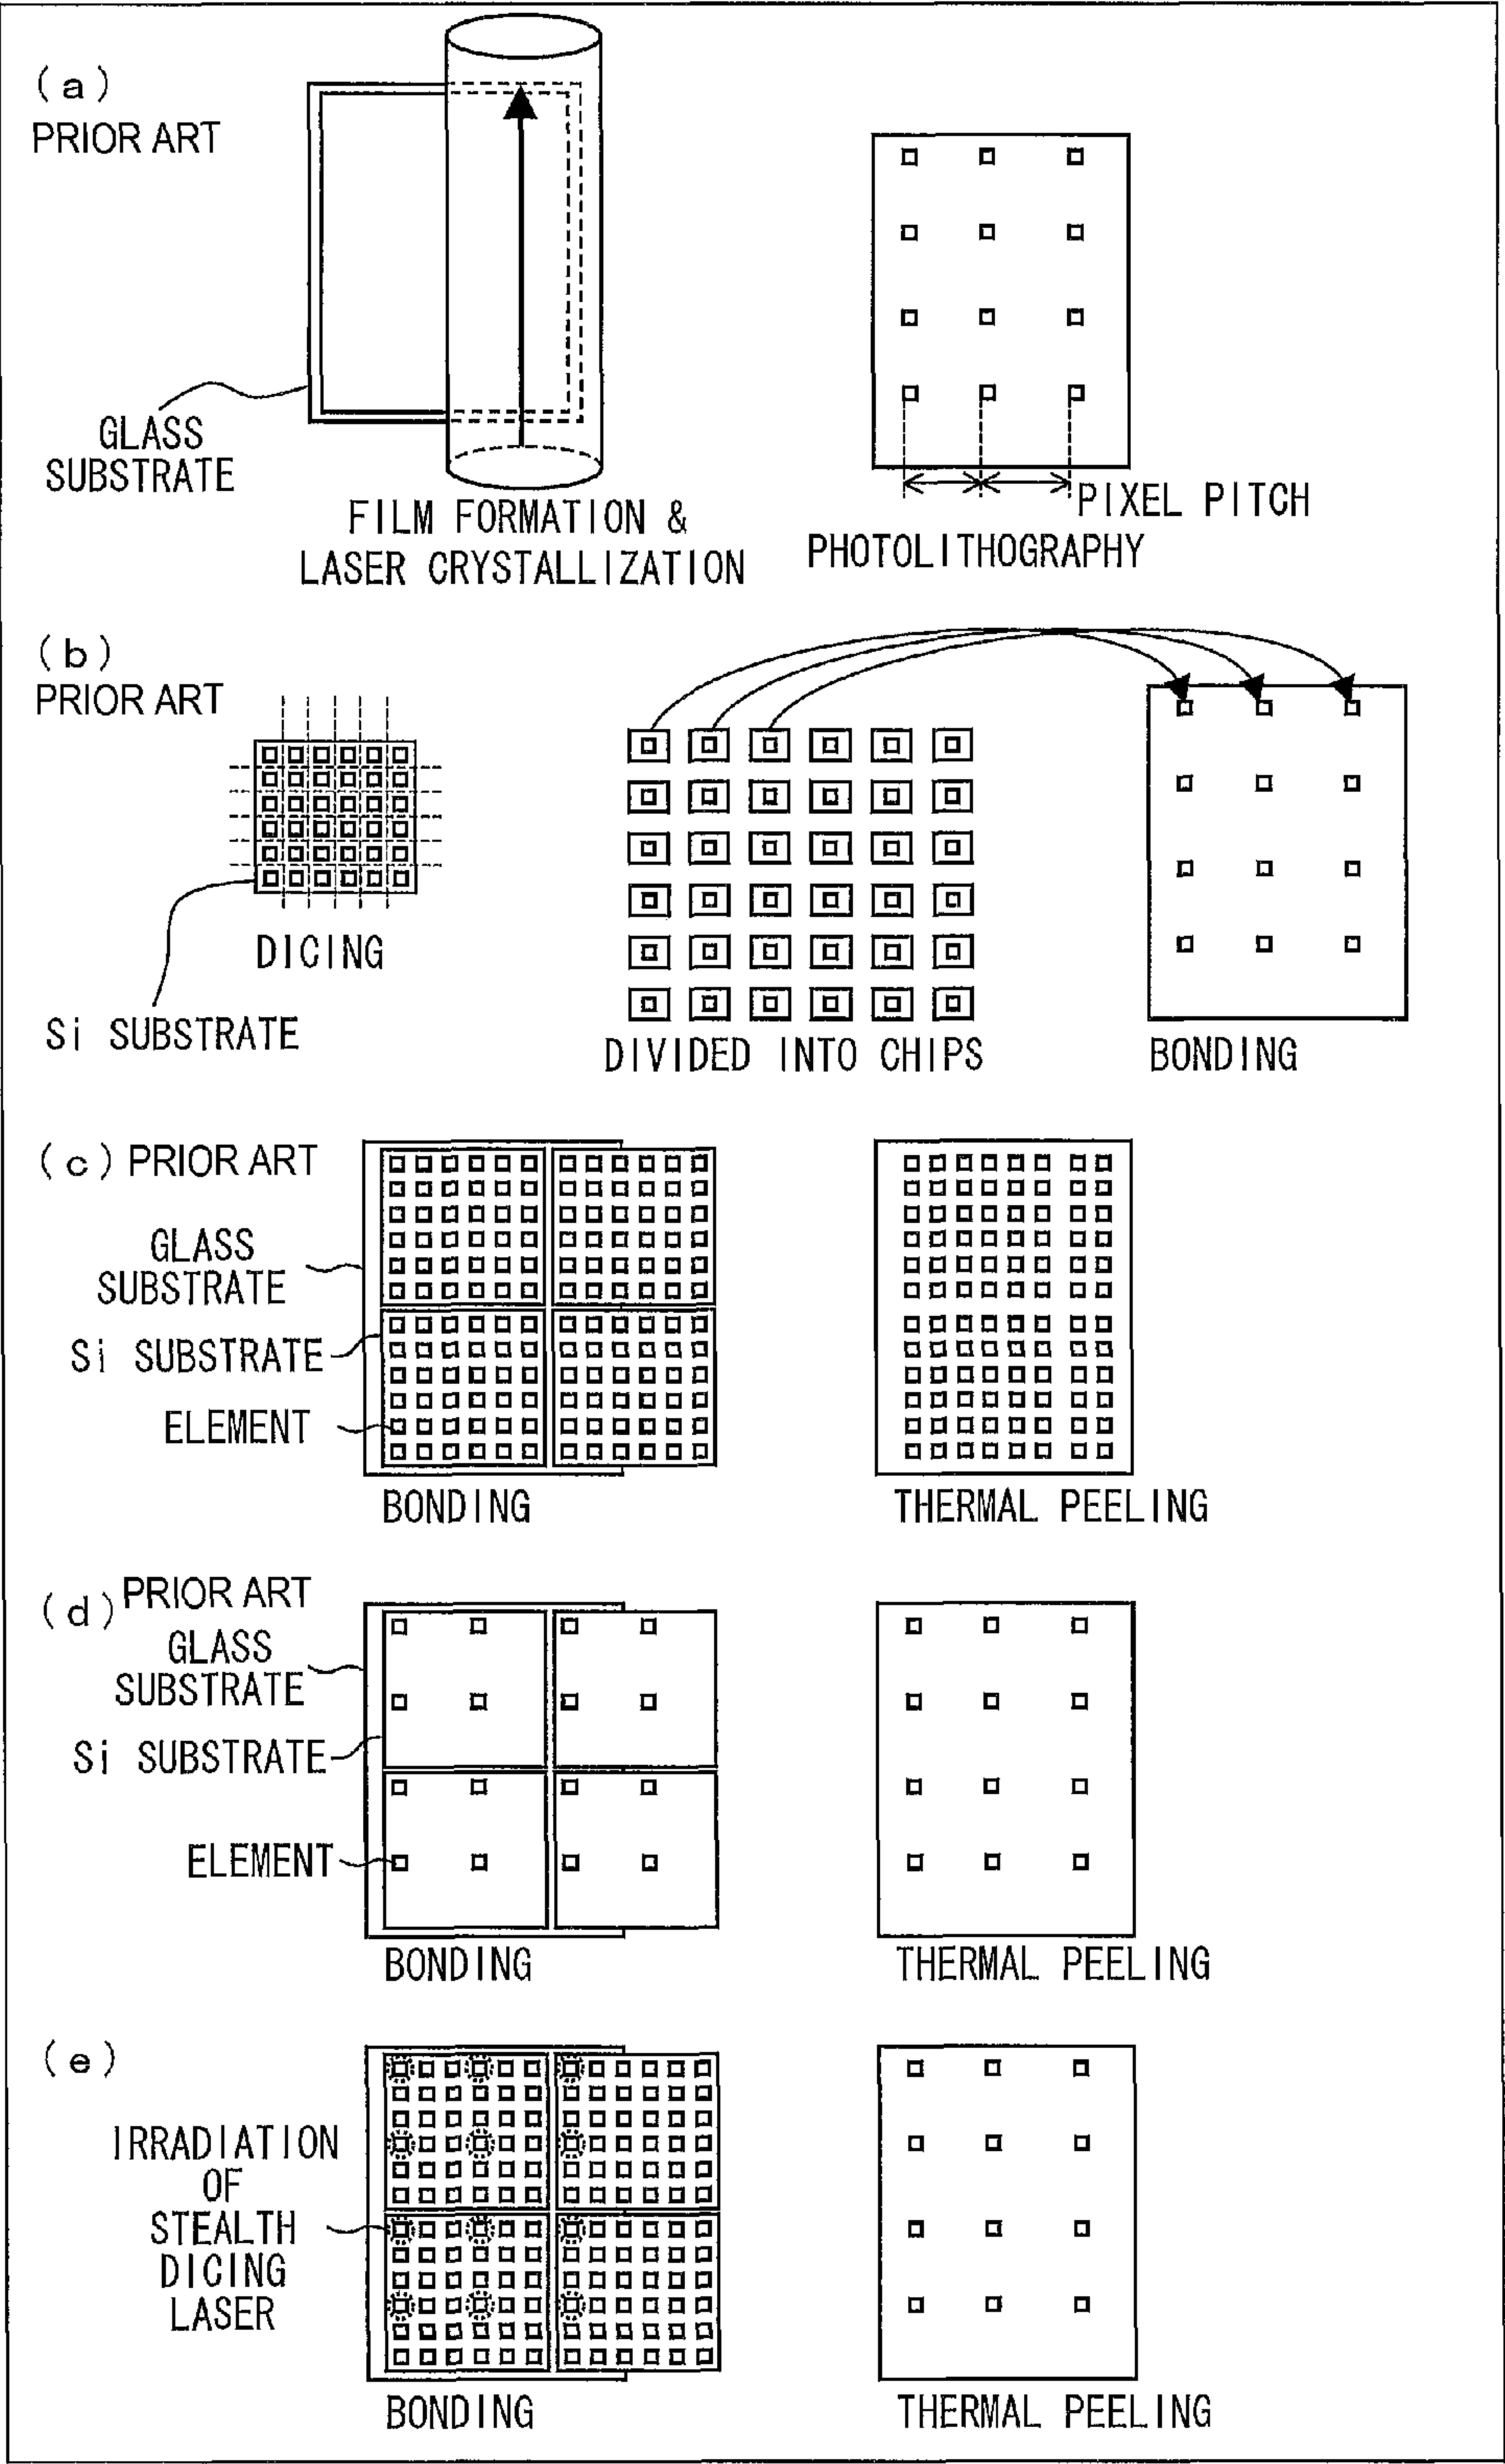 (a)
PRIOR ART
GLASS
SUBSTRATE
FILM FORMATION &
LASER CRYSTALLIZATION
PIXEL PITCH
PHOTOLITHOGRAPHY
(b)
PRIOR ART
DICING
Si SUBSTRATE
DIVIDED INTO CHIPS
BONDING
(c) PRIOR ART
GLASS
SUBSTRATE
Si SUBSTRATE
ELEMENT
BONDING
THERMAL PEELING
(d) PRIOR ART
GLASS
SUBSTRATE
Si SUBSTRATE
ELEMENT
BONDING
THERMAL PEELING
(e)
IRRADIATION
OF
STEALTH
DICING
LASER
BONDING
THERMAL PEELING